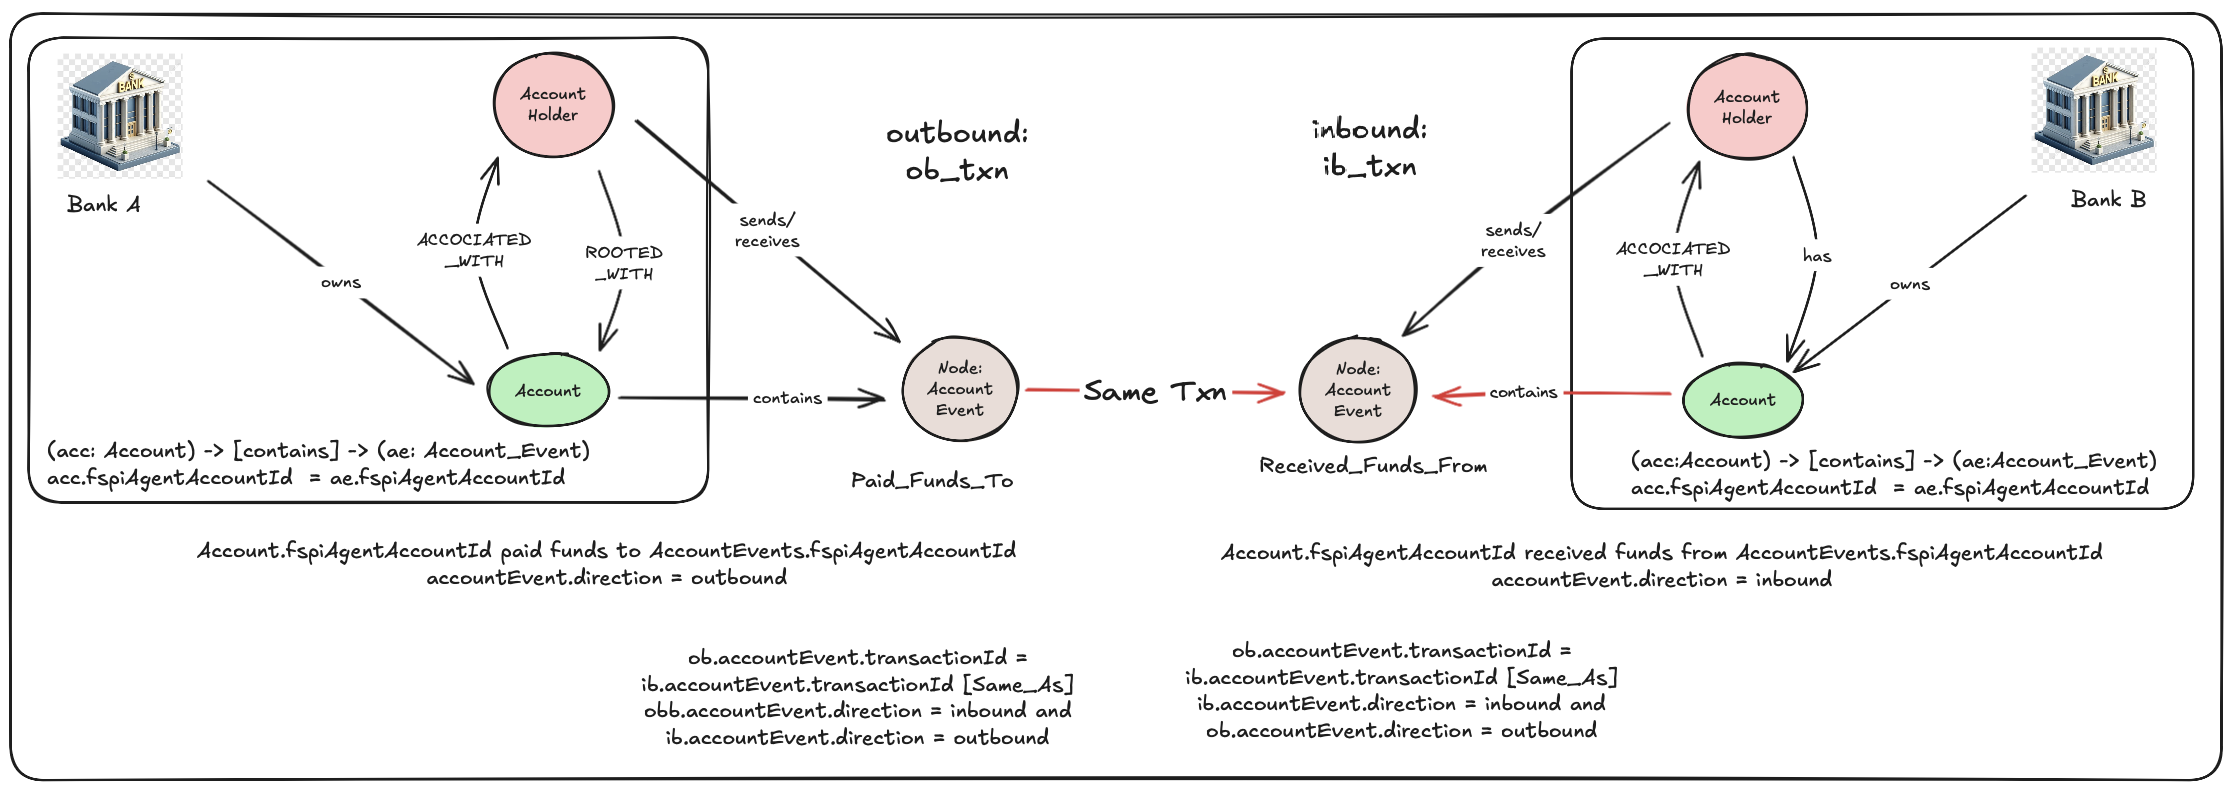 BANK
Bank A
Account
Holder
ACCOCIATED
_WITH
ROOTED
_WITH
owns
Account
(acc: Account) -> [contains] -> (ae: Account_Event)
acc.fspiAgentAccountId = ae.fspiAgentAccountId
sends/
receives
contains
outbound:
ob_txn
Node:
Account
Event
Paid_Funds_To
Same Txn
inbound:
ib_txn
Node:
Account
Event
Received_Funds_From
sends/
receives
contains
Account
Holder
ACCOCIATED
_WITH
has
owns
BANK
Bank B
Account
(acc:Account) -> [contains] -> (ae:Account_Event)
acc.fspiAgentAccountId = ae.fspiAgentAccountId
Account.fspiAgentAccountId paid funds to AccountEvents.fspiAgentAccountId
accountEvent.direction = outbound
Account.fspiAgentAccountId received funds from AccountEvents.fspiAgentAccountId
accountEvent.direction = inbound
ob.accountEvent.transactionId =
ib.accountEvent.transactionId [Same_As]
obb.accountEvent.direction = inbound and
ib.accountEvent.direction = outbound
ob.accountEvent.transactionId =
ib.accountEvent.transactionId [Same_As]
ib.accountEvent.direction = inbound and
ob.accountEvent.direction = outbound